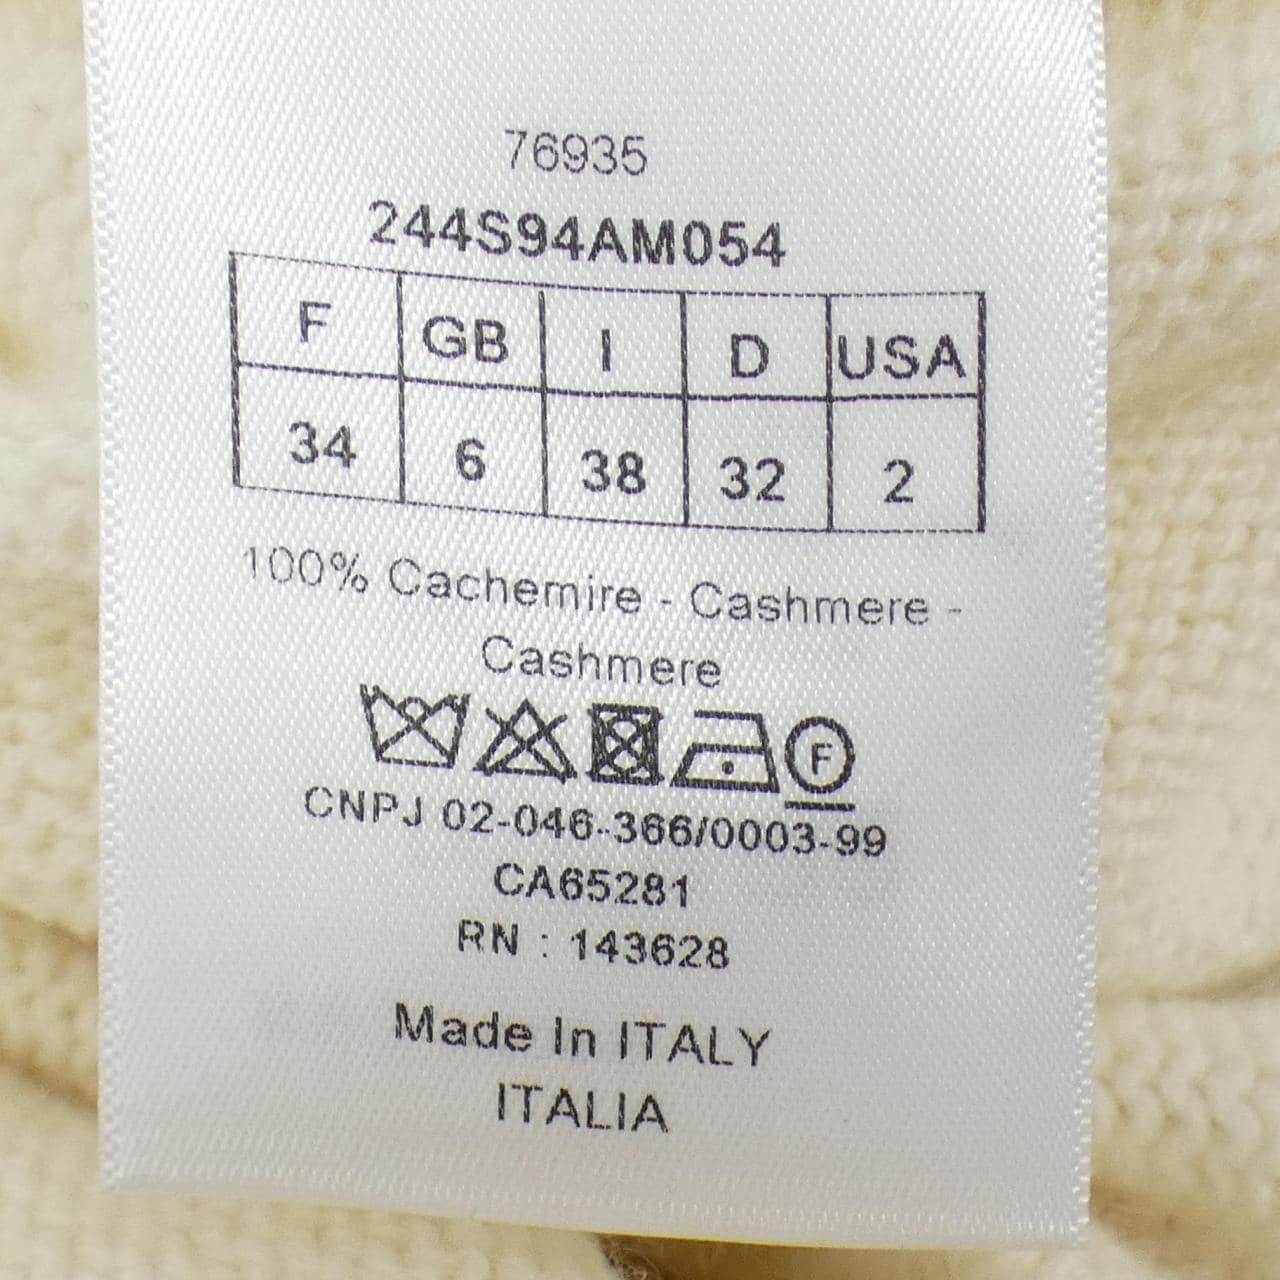 76935
244S94AM054
F GB I D USA
34 6 38 32 2
100% Cachemire - Cashmere -
Cashmere
F
CNPJ 02-046-366/0003-99
CA65281
RN : 143628
Made In ITALY
ITALIA